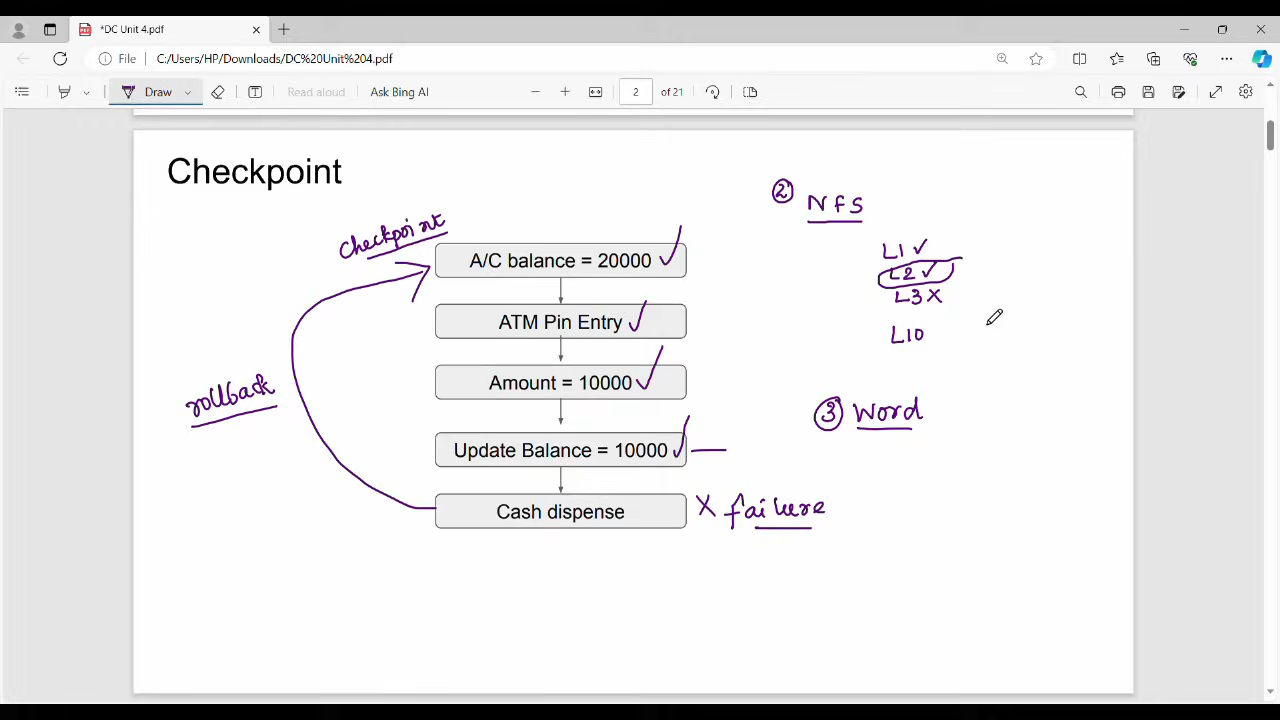 *DC Unit 4.pdf
File C:/Users/HP/Downloads/DC%20Unit%204.pdf
Draw Read aloud Ask Bing AI 2 of 21
Checkpoint
checkpoint
A/C balance = 20000 ✓
ATM Pin Entry ✓
Amount = 10000 ✓
rollback
Update Balance = 10000 ✓ —
Cash dispense X failure
② NFS
L1 ✓
L2 ✓
L3 X
L10
③ Word